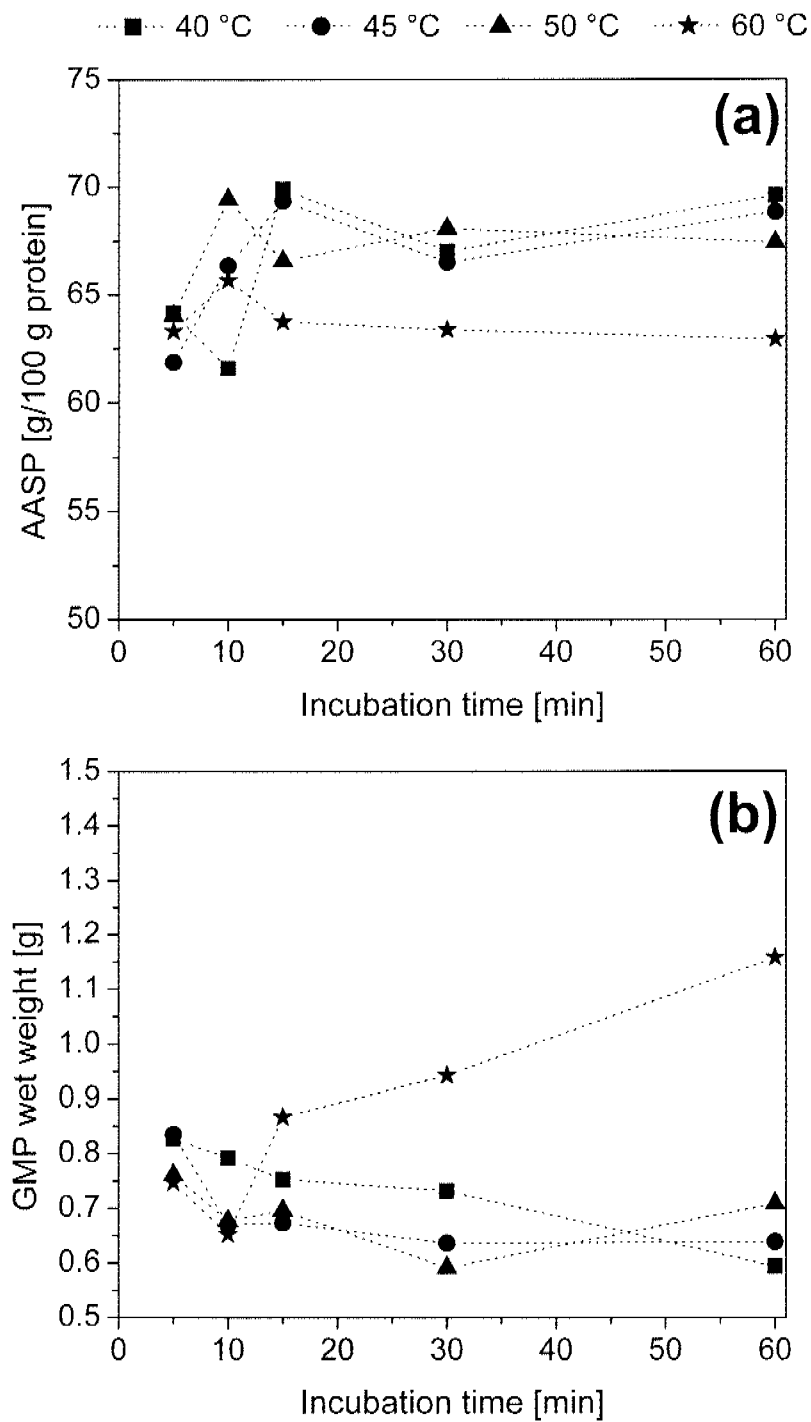 40 °C 45 °C 50 °C 60 °C
(a)
75
70
65
60
55
50
AASP [g/100 g protein]
0 10 20 30 40 50 60
Incubation time [min]
(b)
1.5
1.4
1.3
1.2
1.1
1.0
0.9
0.8
0.7
0.6
0.5
GMP wet weight [g]
0 10 20 30 40 50 60
Incubation time [min]